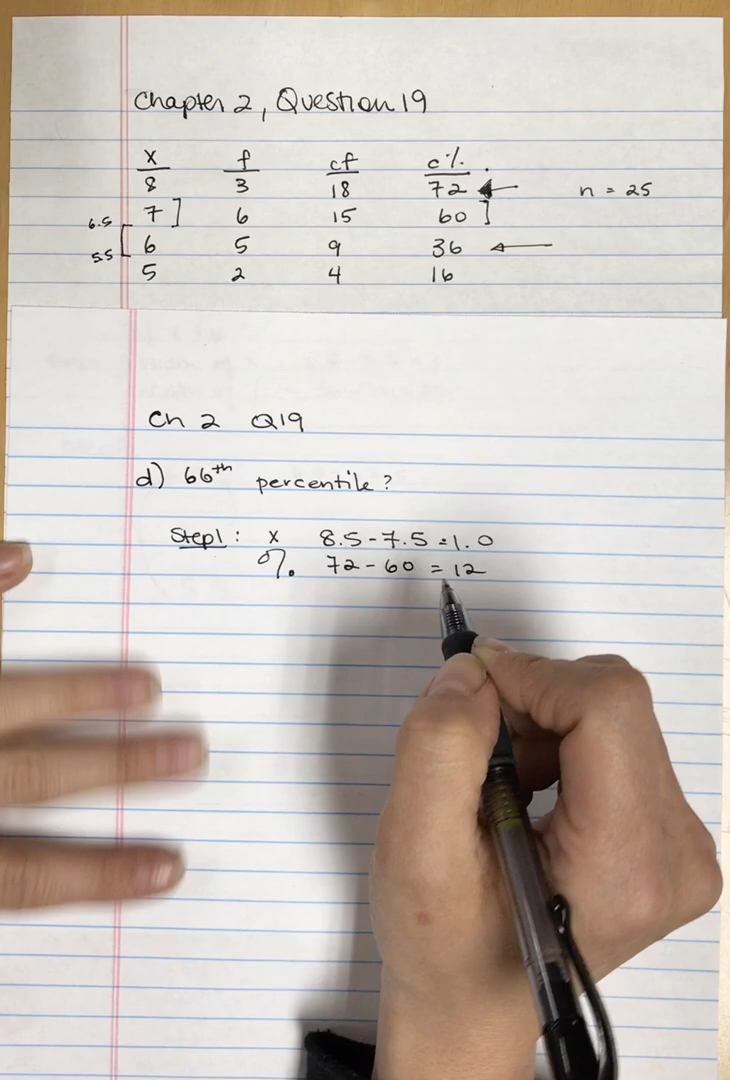 Chapter 2, Question 19
x f cf c%
8 3 18 72 n = 25
6.5 7 6 15 60
5.5 6 5 9 36
5 2 4 16
Ch 2 Q19
d) 66th percentile?
Step 1: x 8.5 - 7.5 = 1.0
% 72 - 60 = 12